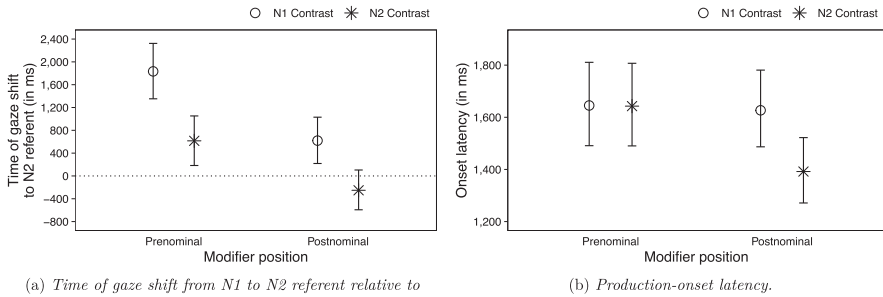 N1 Contrast N2 Contrast
2,400
2,000
1,600
1,200
800
400
0
−400
−800
Time of gaze shift
to N2 referent (in ms)
Prenominal Postnominal
Modifier position
(a) Time of gaze shift from N1 to N2 referent relative to
N1 Contrast N2 Contrast
1,800
1,600
1,400
1,200
Onset latency (in ms)
Prenominal Postnominal
Modifier position
(b) Production-onset latency.